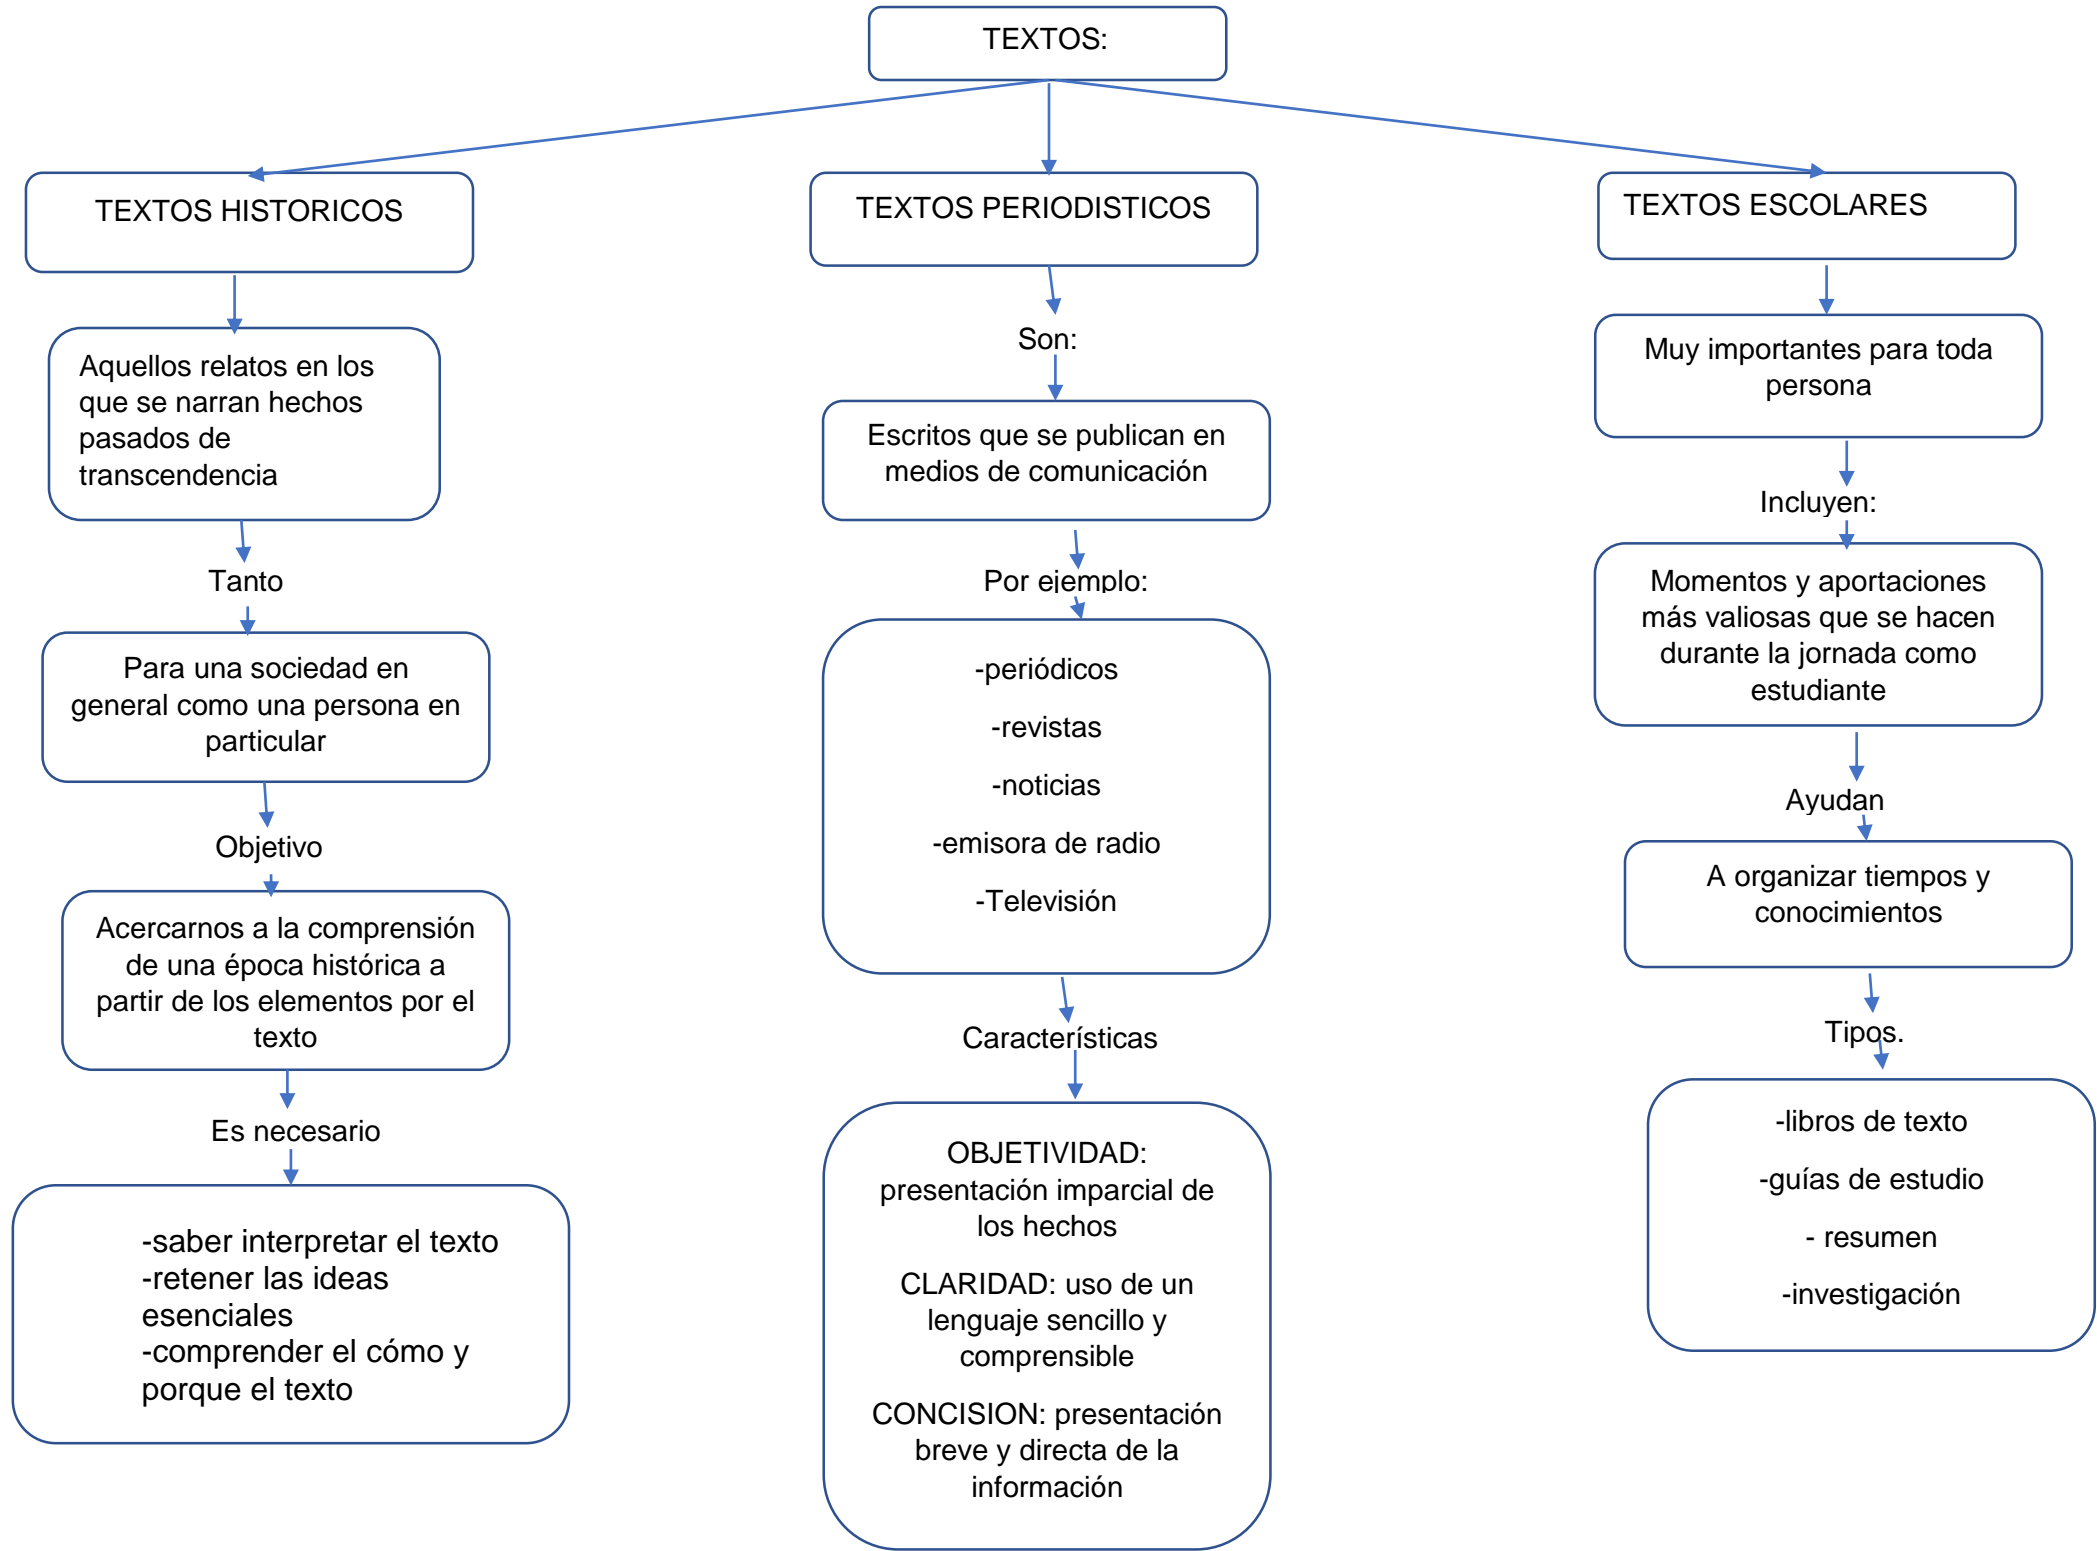 TEXTOS:
TEXTOS HISTORICOS
Aquellos relatos en los
que se narran hechos
pasados de
transcendencia
Tanto
Para una sociedad en
general como una persona en
particular
Objetivo
Acercarnos a la comprensión
de una época histórica a
partir de los elementos por el
texto
Es necesario
-saber interpretar el texto
-retener las ideas
esenciales
-comprender el cómo y
porque el texto
TEXTOS PERIODISTICOS
Son:
Escritos que se publican en
medios de comunicación
Por ejemplo:
-periódicos
-revistas
-noticias
-emisora de radio
-Televisión
Características
OBJETIVIDAD:
presentación imparcial de
los hechos
CLARIDAD: uso de un
lenguaje sencillo y
comprensible
CONCISION: presentación
breve y directa de la
información
TEXTOS ESCOLARES
Muy importantes para toda
persona
Incluyen:
Momentos y aportaciones
más valiosas que se hacen
durante la jornada como
estudiante
Ayudan
A organizar tiempos y
conocimientos
Tipos.
-libros de texto
-guías de estudio
- resumen
-investigación